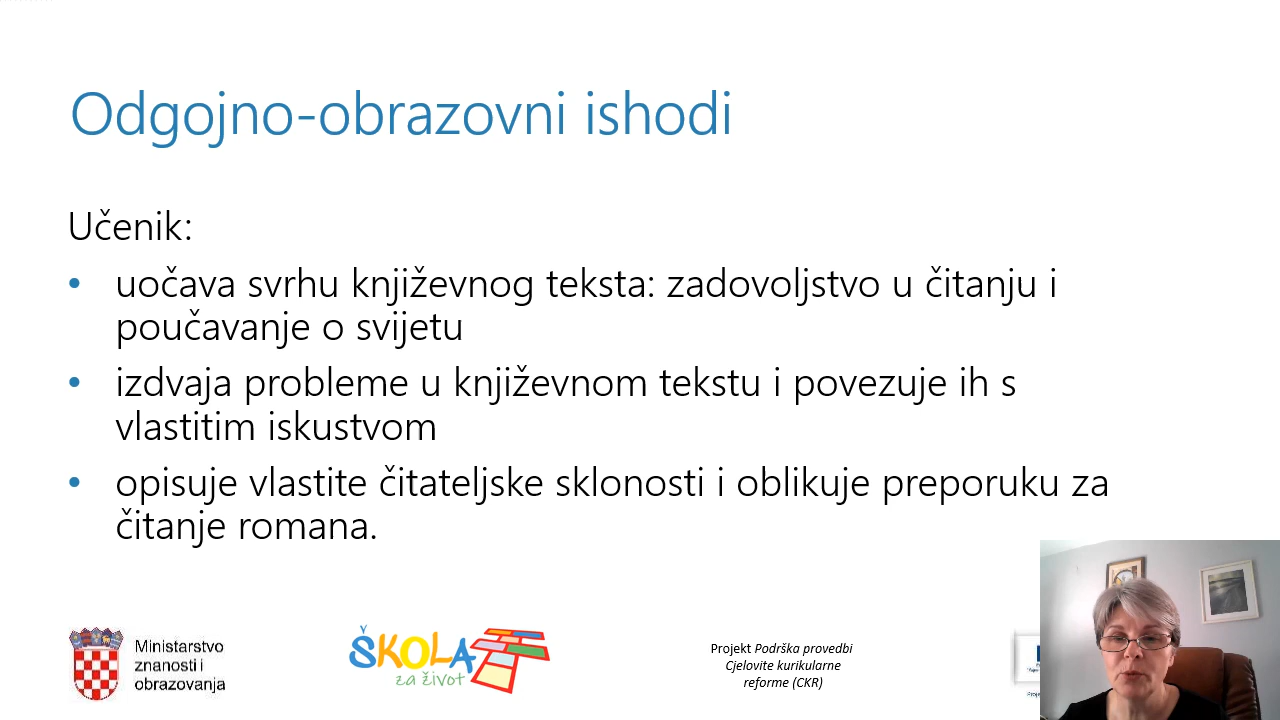 Odgojno-obrazovni ishodi
Učenik:
• uočava svrhu književnog teksta: zadovoljstvo u čitanju i
poučavanje o svijetu
• izdvaja probleme u književnom tekstu i povezuje ih s
vlastitim iskustvom
• opisuje vlastite čitateljske sklonosti i oblikuje preporuku za
čitanje romana.
Ministarstvo
znanosti i
obrazovanja
ŠKOLA
za život
Projekt Podrška provedbi
Cjelovite kurikularne
reforme (CKR)